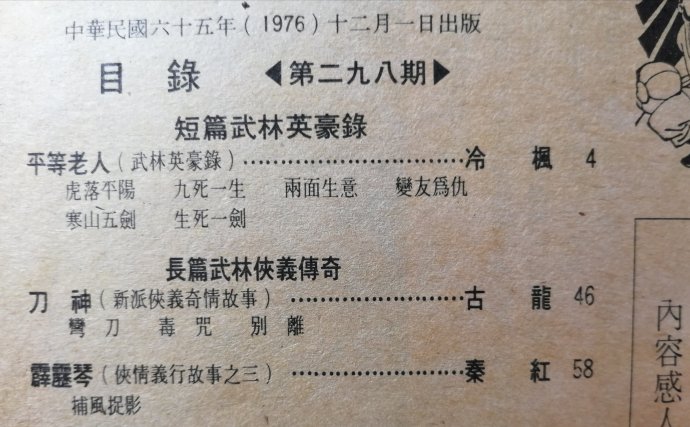 中華民國六十五年(1976)十二月一日出版
目錄 ◀第二九八期▶
短篇武林英豪錄
平等老人(武林英豪錄)………………………冷楓 4
虎落平陽 九死一生 兩面生意 變友爲仇
寒山五劍 生死一劍
長篇武林俠義傳奇
刀神(新派俠義奇情故事)…………………古龍 46
彎刀 毒咒 別離
霹靂琴(俠情義行故事之三)…………………秦紅 58
捕風捉影
內容感人